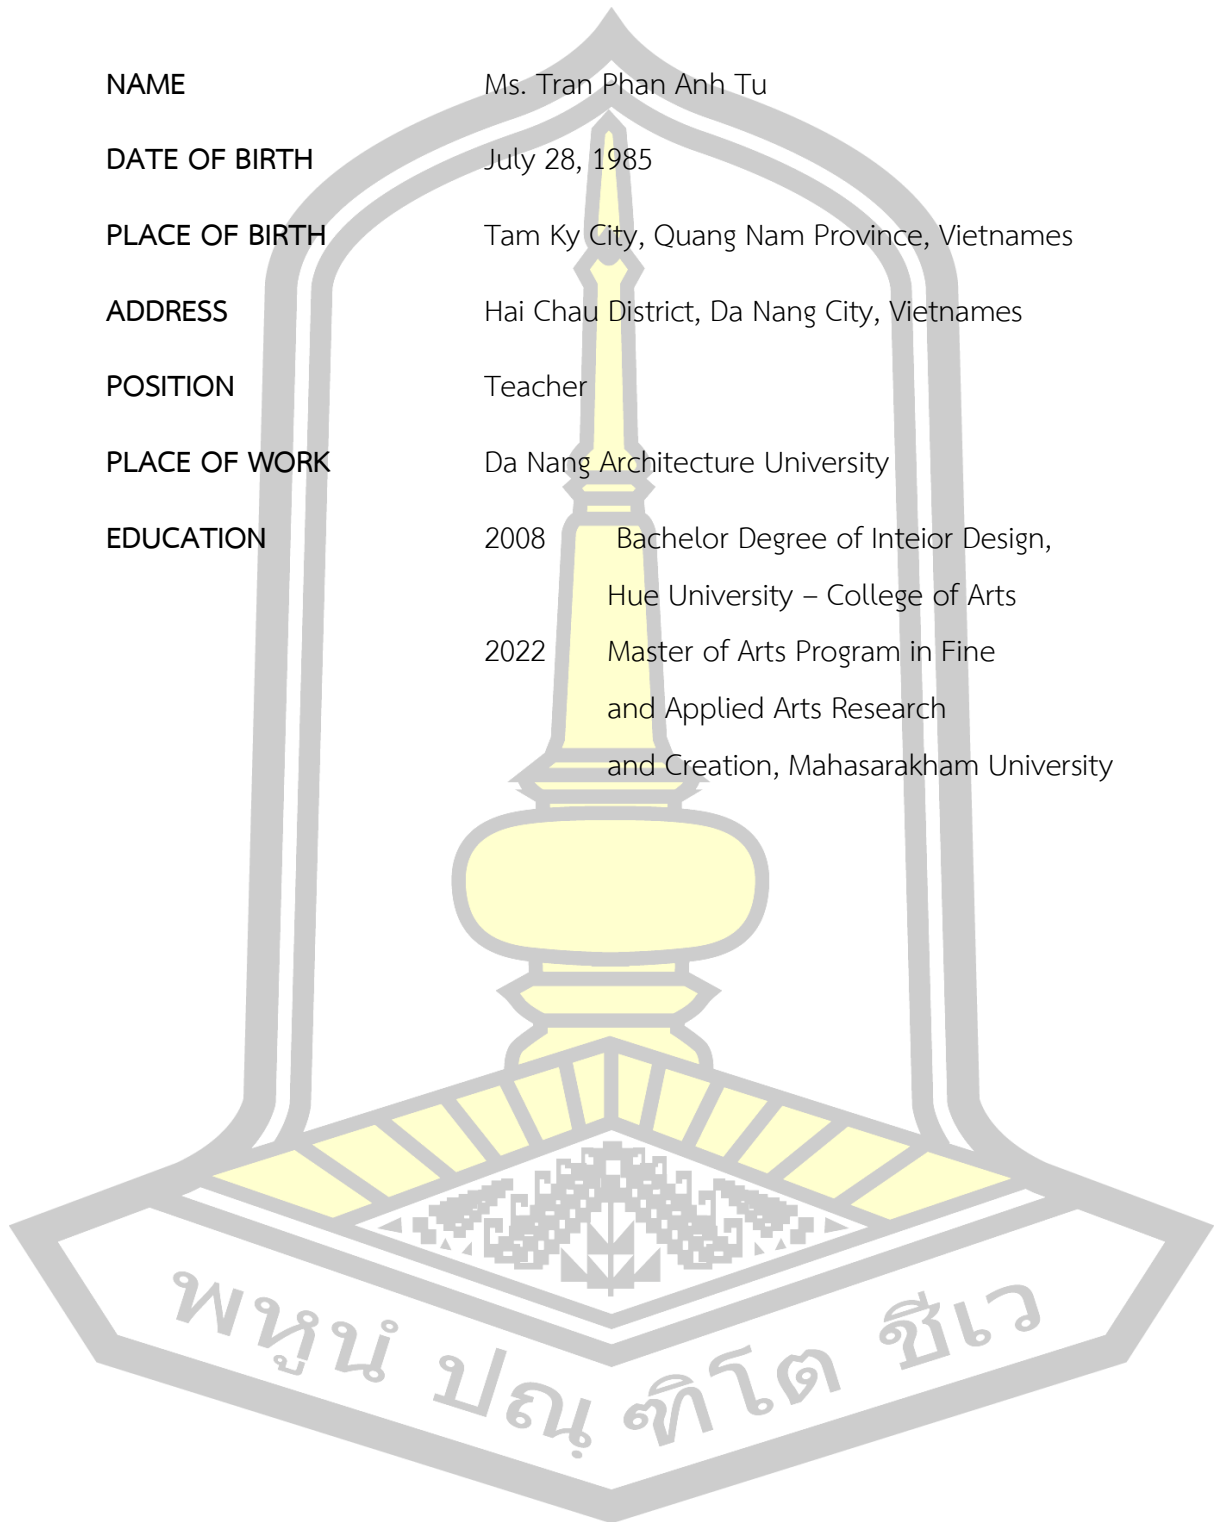 NAME Ms. Tran Phan Anh Tu
DATE OF BIRTH July 28, 1985
PLACE OF BIRTH Tam Ky City, Quang Nam Province, Vietnames
ADDRESS Hai Chau District, Da Nang City, Vietnames
POSITION Teacher
PLACE OF WORK Da Nang Architecture University
EDUCATION 2008 Bachelor Degree of Inteior Design,
Hue University – College of Arts
2022 Master of Arts Program in Fine
and Applied Arts Research
and Creation, Mahasarakham University
พหูนํ ปณฺ ฑิโต ชีเว